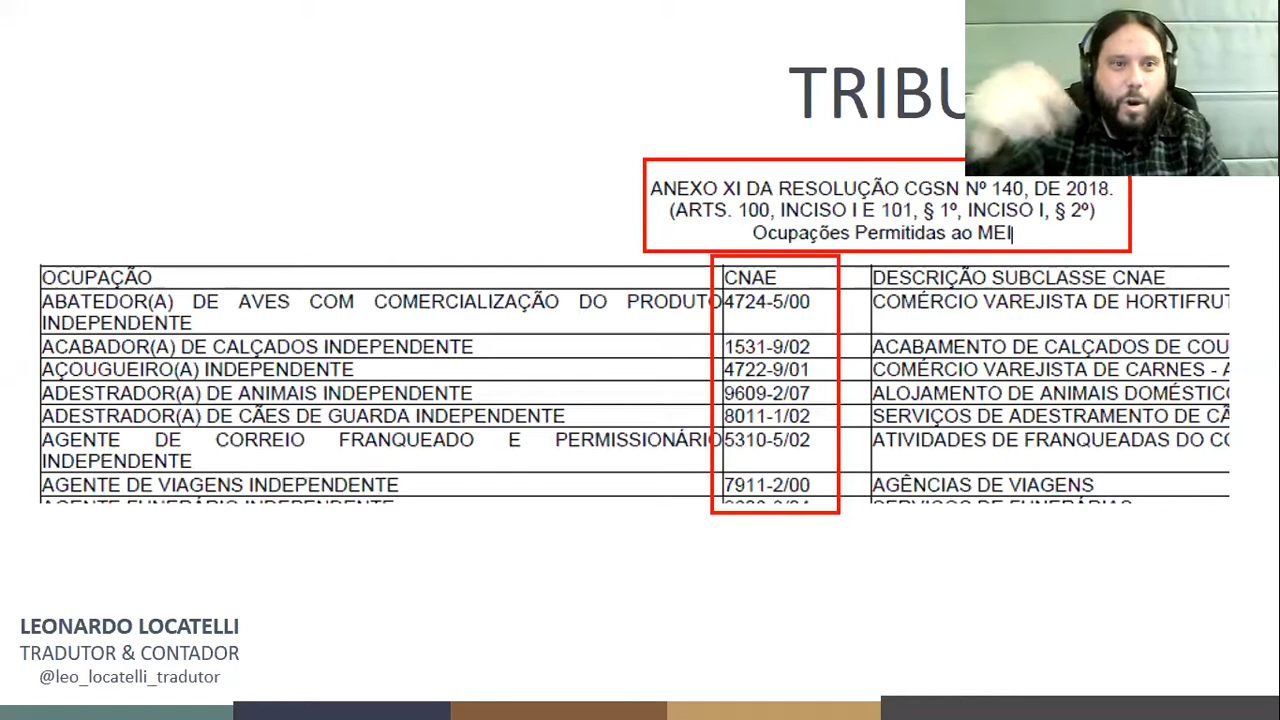 TRIBU
ANEXO XI DA RESOLUÇÃO CGSN Nº 140, DE 2018.
(ARTS. 100, INCISO I E 101, § 1º, INCISO I, § 2º)
Ocupações Permitidas ao MEI
OCUPAÇÃO CNAE DESCRIÇÃO SUBCLASSE CNAE
ABATEDOR(A) DE AVES COM COMERCIALIZAÇÃO DO PRODUTO 4724-5/00 COMÉRCIO VAREJISTA DE HORTIFRUT
INDEPENDENTE
ACABADOR(A) DE CALÇADOS INDEPENDENTE 1531-9/02 ACABAMENTO DE CALÇADOS DE COU
AÇOUGUEIRO(A) INDEPENDENTE 4722-9/01 COMÉRCIO VAREJISTA DE CARNES - A
ADESTRADOR(A) DE ANIMAIS INDEPENDENTE 9609-2/07 ALOJAMENTO DE ANIMAIS DOMÉSTICO
ADESTRADOR(A) DE CÃES DE GUARDA INDEPENDENTE 8011-1/02 SERVIÇOS DE ADESTRAMENTO DE CÃ
AGENTE DE CORREIO FRANQUEADO E PERMISSIONÁRIO 5310-5/02 ATIVIDADES DE FRANQUEADAS DO CO
INDEPENDENTE
AGENTE DE VIAGENS INDEPENDENTE 7911-2/00 AGÊNCIAS DE VIAGENS
AGENTE FUNERÁRIO INDEPENDENTE SERVIÇOS DE FUNERÁRIAS
LEONARDO LOCATELLI
TRADUTOR & CONTADOR
@leo_locatelli_tradutor